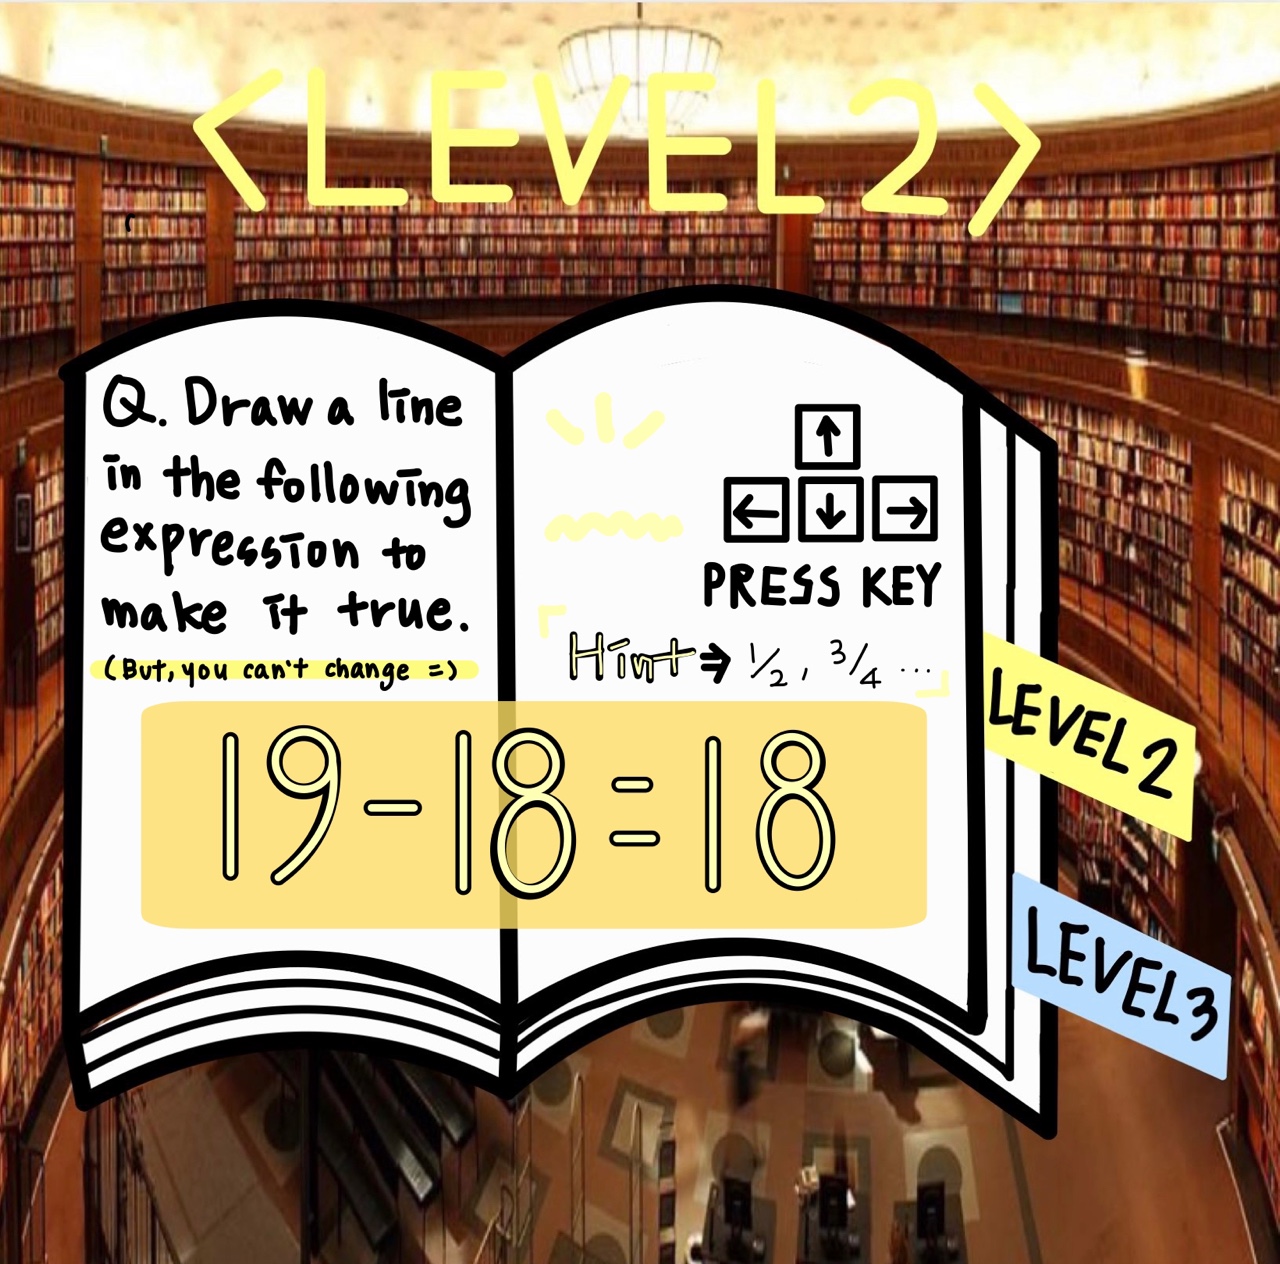 <LEVEL2>
Q. Draw a line
in the following
expression to
make it true.
(But, you can't change =)
↑
← ↓ →
PRESS KEY
Hint → 1/2, 3/4 ...
19-18=18
LEVEL2
LEVEL3